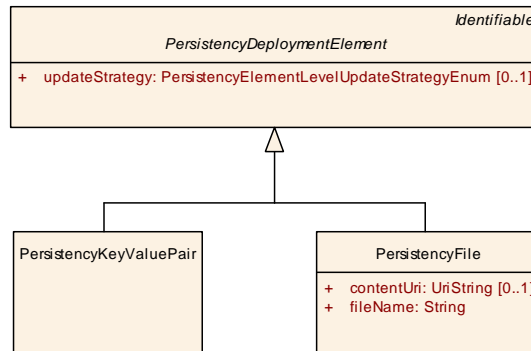 Identifiable
PersistencyDeploymentElement
+ updateStrategy: PersistencyElementLevelUpdateStrategyEnum [0..1]
PersistencyKeyValuePair
PersistencyFile
+ contentUri: UriString [0..1]
+ fileName: String